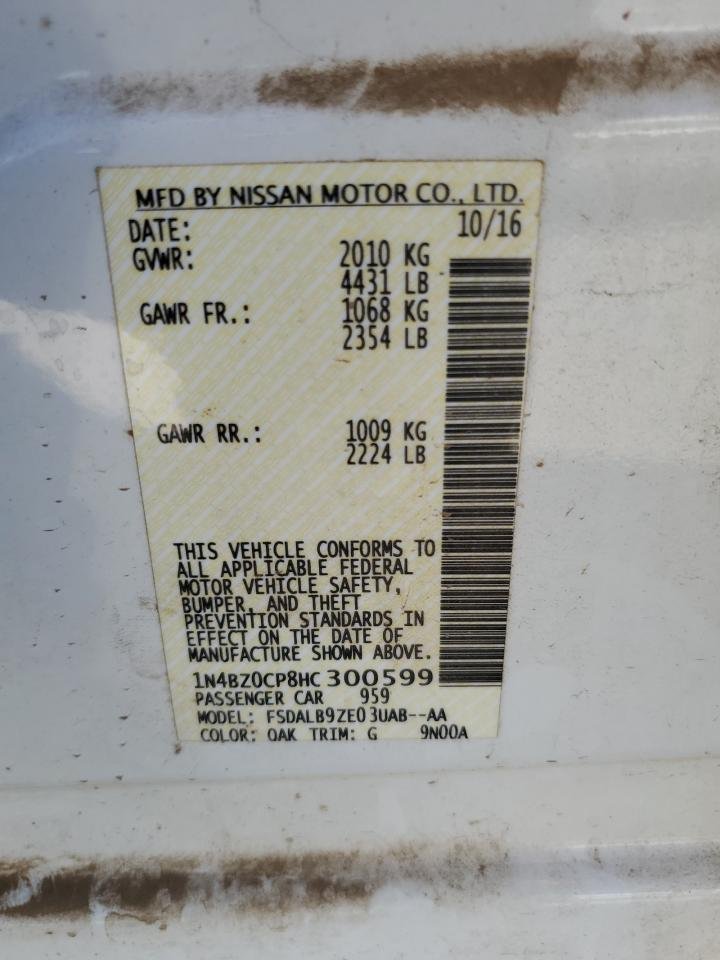 MFD BY NISSAN MOTOR CO., LTD.
DATE: 10/16
GVWR: 2010 KG
4431 LB
GAWR FR.: 1068 KG
2354 LB
GAWR RR.: 1009 KG
2224 LB
THIS VEHICLE CONFORMS TO
ALL APPLICABLE FEDERAL
MOTOR VEHICLE SAFETY,
BUMPER, AND THEFT
PREVENTION STANDARDS IN
EFFECT ON THE DATE OF
MANUFACTURE SHOWN ABOVE.
1N4BZ0CP8HC300599
PASSENGER CAR 959
MODEL: FSDALB9ZE03UAB--AA
COLOR: QAK TRIM: G 9N00A